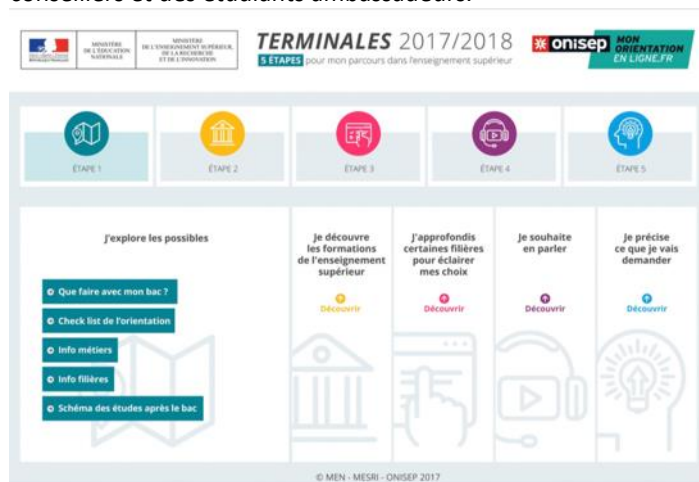 conseillers et des étudiants ambassadeurs.
MINISTÈRE
DE L'ÉDUCATION
NATIONALE
MINISTÈRE
DE L'ENSEIGNEMENT SUPÉRIEUR,
DE LA RECHERCHE
ET DE L'INNOVATION
TERMINALES 2017/2018
5 ÉTAPES pour mon parcours dans l'enseignement supérieur
onisep
MON
ORIENTATION
EN LIGNE.FR
ÉTAPE 1
ÉTAPE 2
ÉTAPE 3
ÉTAPE 4
ÉTAPE 5
J'explore les possibles
Que faire avec mon bac ?
Check list de l'orientation
Info métiers
Info filières
Schéma des études après le bac
Je découvre
les formations
de l'enseignement
supérieur
Découvrir
J'approfondis
certaines filières
pour éclairer
mes choix
Découvrir
Je souhaite
en parler
Découvrir
Je précise
ce que je vais
demander
Découvrir
© MEN - MESRI - ONISEP 2017